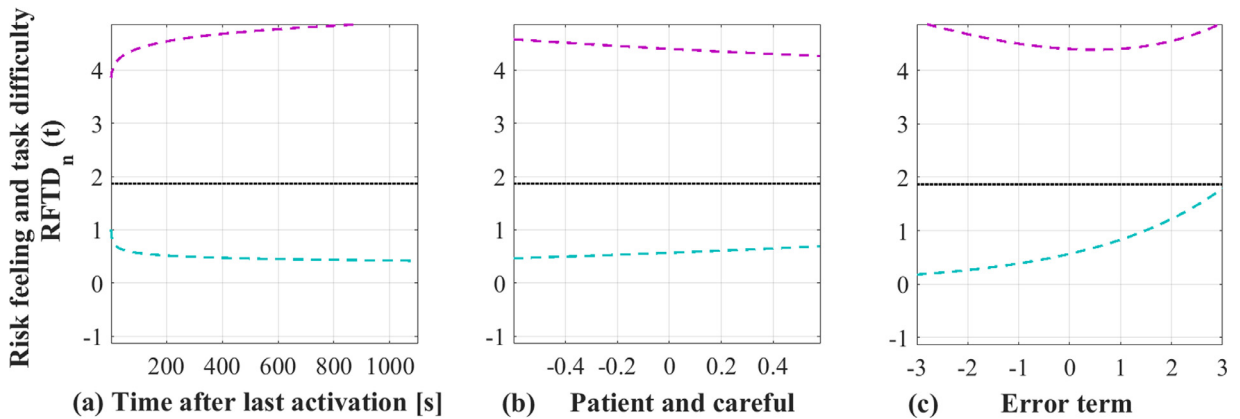 Risk feeling and task difficulty
RFTD_n (t)
4
3
2
1
0
-1
200 400 600 800 1000
(a) Time after last activation [s]
4
3
2
1
0
-1
-0.4 -0.2 0 0.2 0.4
(b) Patient and careful
4
3
2
1
0
-1
-3 -2 -1 0 1 2 3
(c) Error term